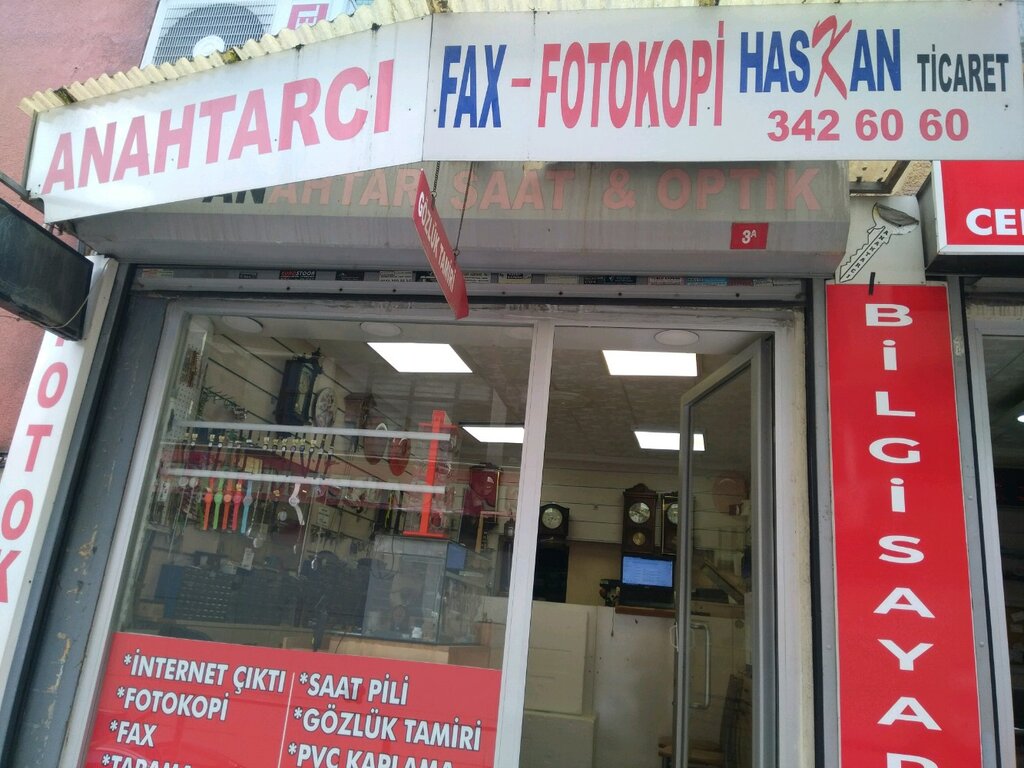 ANAHTARCI
FAX - FOTOKOPİ
HASKAN TİCARET
342 60 60
ANAHTAR SAAT & OPTİK
GÖZLÜK TAMİRİ
3A
CE
BİLGİSAYA
OTOK
*İNTERNET ÇIKTI
*FOTOKOPİ
*FAX
*SAAT PİLİ
*GÖZLÜK TAMİRİ
*PVC KAPLAMA